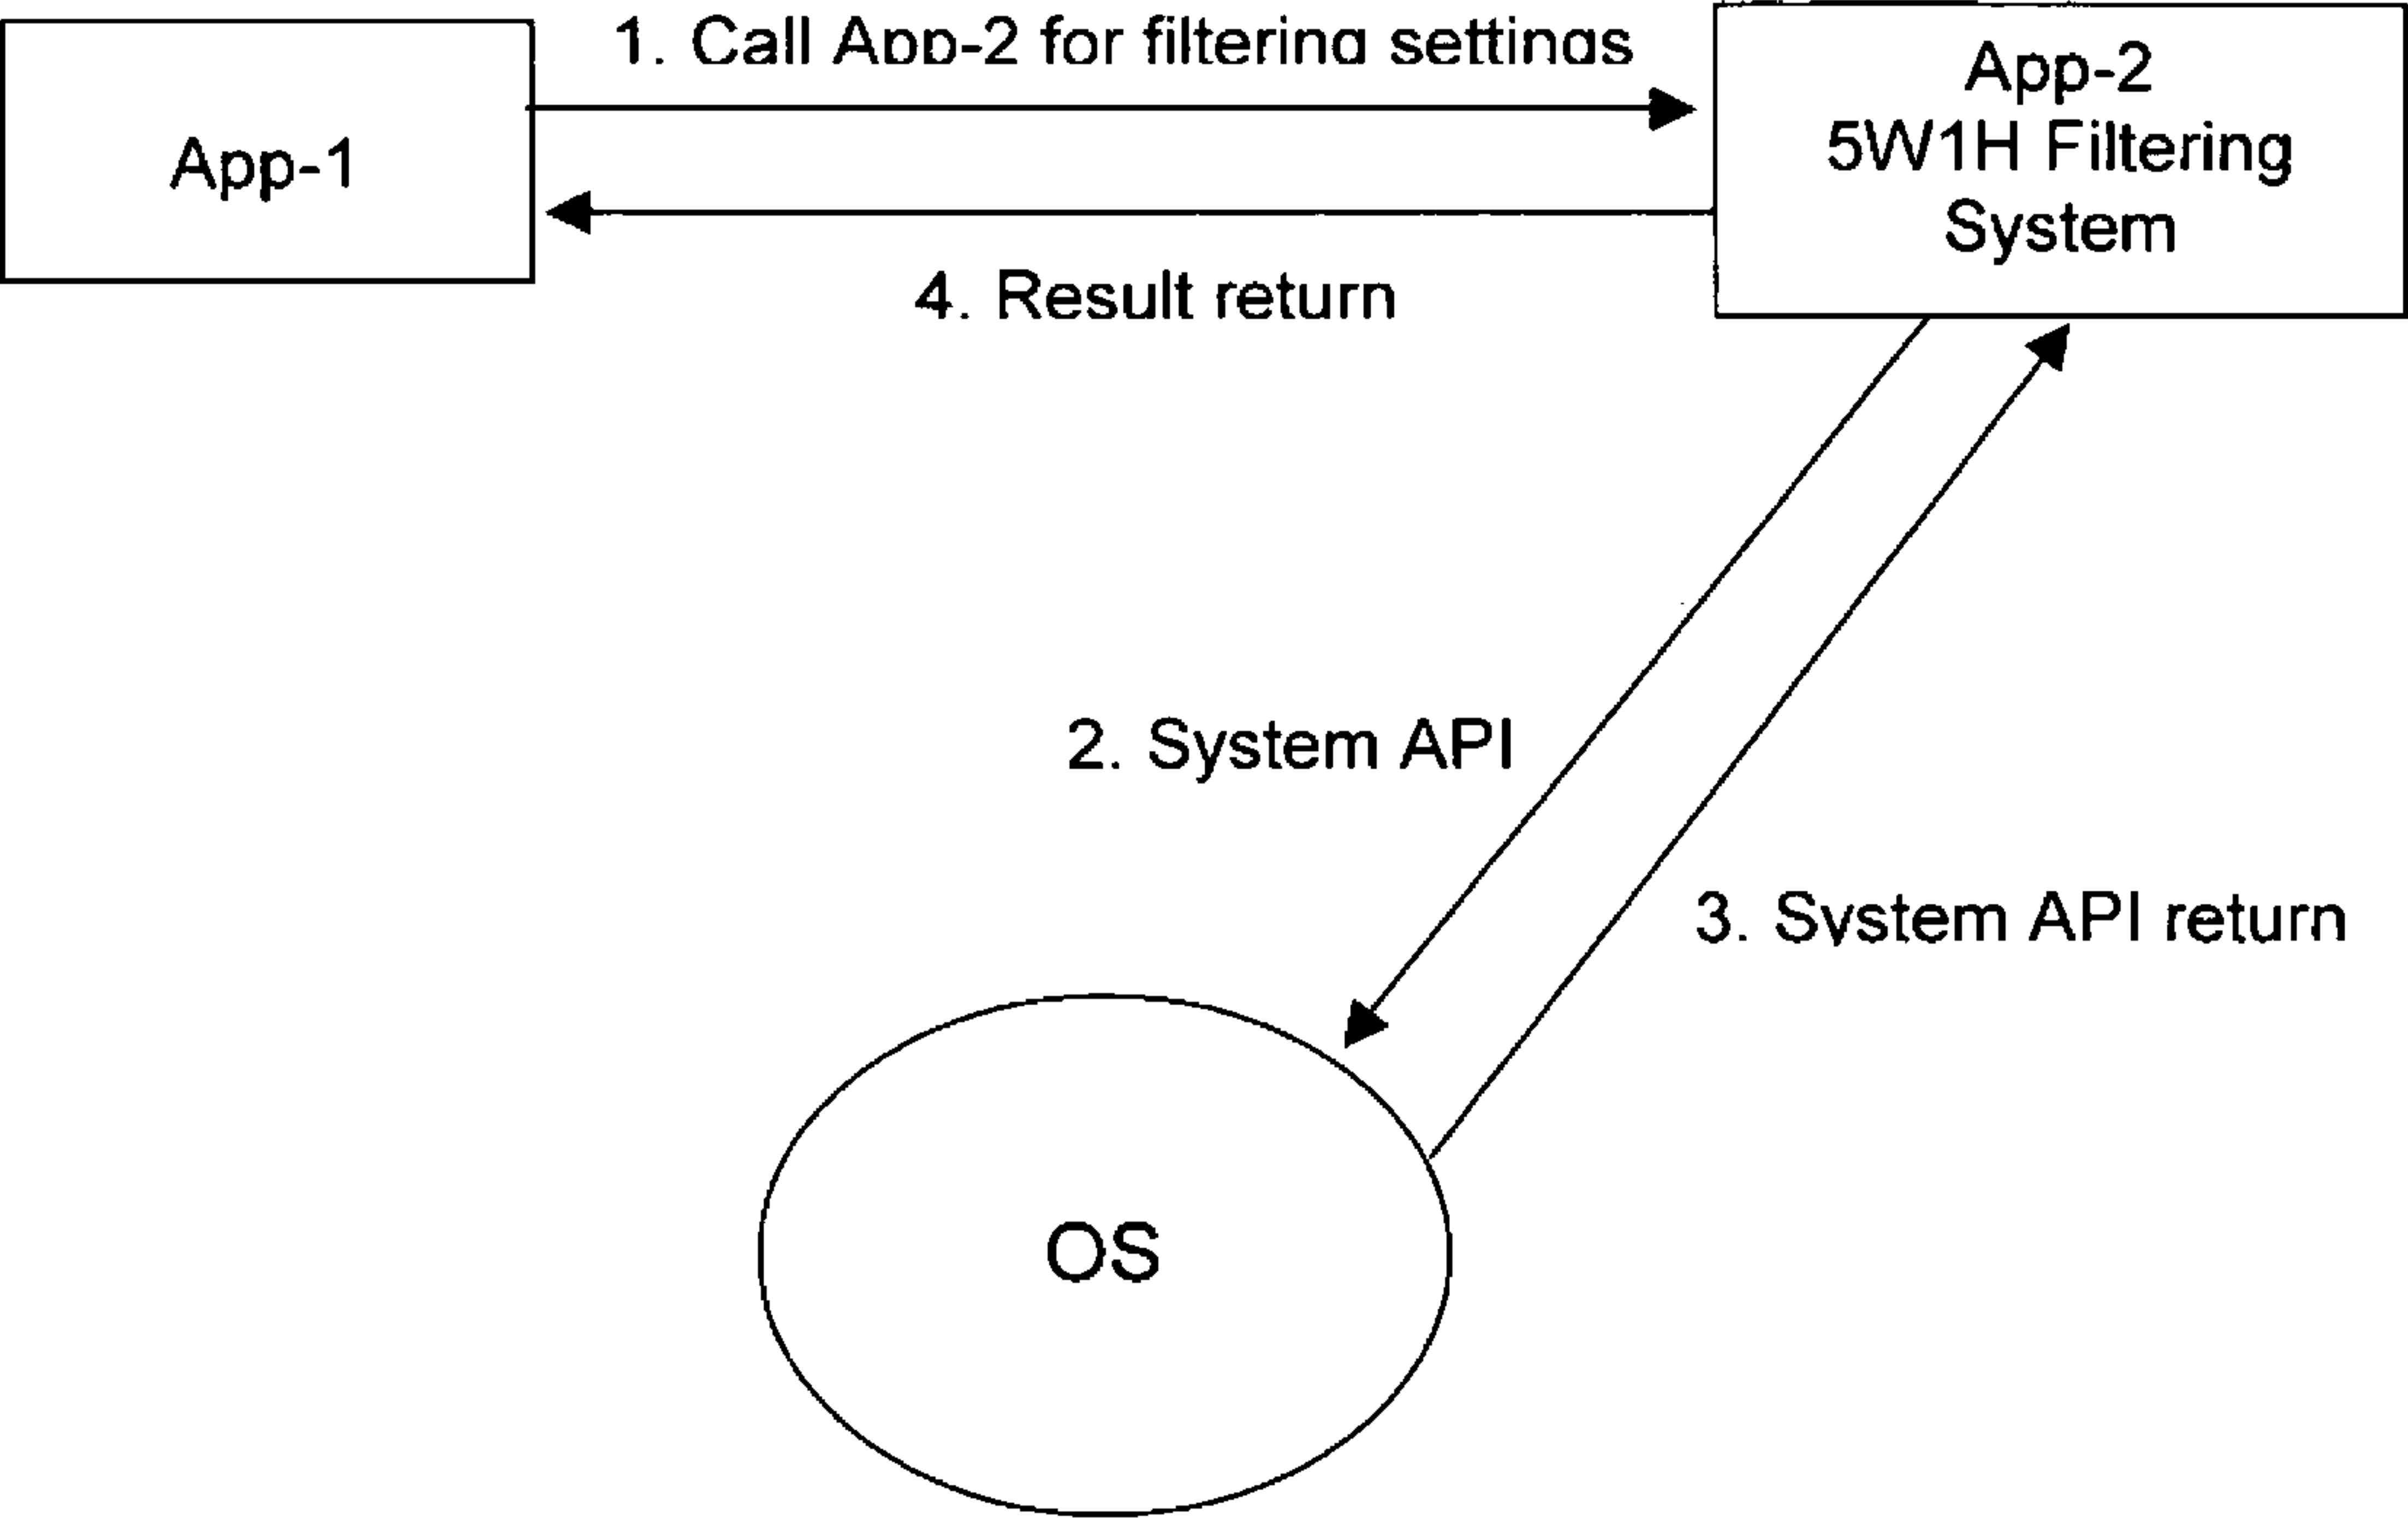 1. Call App-2 for filtering settings
App-1
App-2
5W1H Filtering
System
4. Result return
2. System API
3. System API return
OS